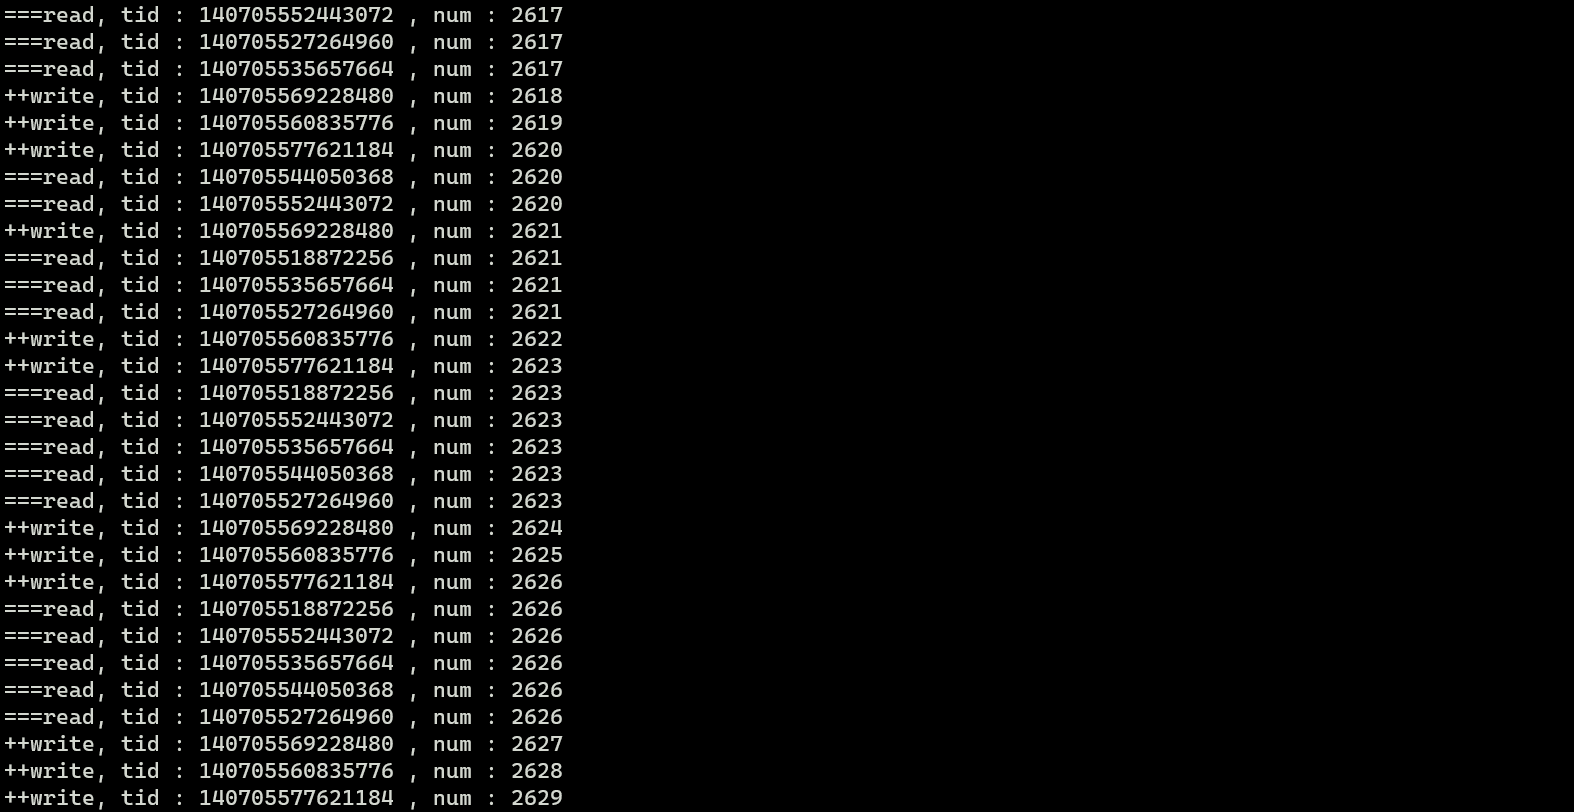 ===read, tid : 140705552443072 , num : 2617
===read, tid : 140705527264960 , num : 2617
===read, tid : 140705535657664 , num : 2617
++write, tid : 140705569228480 , num : 2618
++write, tid : 140705560835776 , num : 2619
++write, tid : 140705577621184 , num : 2620
===read, tid : 140705544050368 , num : 2620
===read, tid : 140705552443072 , num : 2620
++write, tid : 140705569228480 , num : 2621
===read, tid : 140705518872256 , num : 2621
===read, tid : 140705535657664 , num : 2621
===read, tid : 140705527264960 , num : 2621
++write, tid : 140705560835776 , num : 2622
++write, tid : 140705577621184 , num : 2623
===read, tid : 140705518872256 , num : 2623
===read, tid : 140705552443072 , num : 2623
===read, tid : 140705535657664 , num : 2623
===read, tid : 140705544050368 , num : 2623
===read, tid : 140705527264960 , num : 2623
++write, tid : 140705569228480 , num : 2624
++write, tid : 140705560835776 , num : 2625
++write, tid : 140705577621184 , num : 2626
===read, tid : 140705518872256 , num : 2626
===read, tid : 140705552443072 , num : 2626
===read, tid : 140705535657664 , num : 2626
===read, tid : 140705544050368 , num : 2626
===read, tid : 140705527264960 , num : 2626
++write, tid : 140705569228480 , num : 2627
++write, tid : 140705560835776 , num : 2628
++write, tid : 140705577621184 , num : 2629